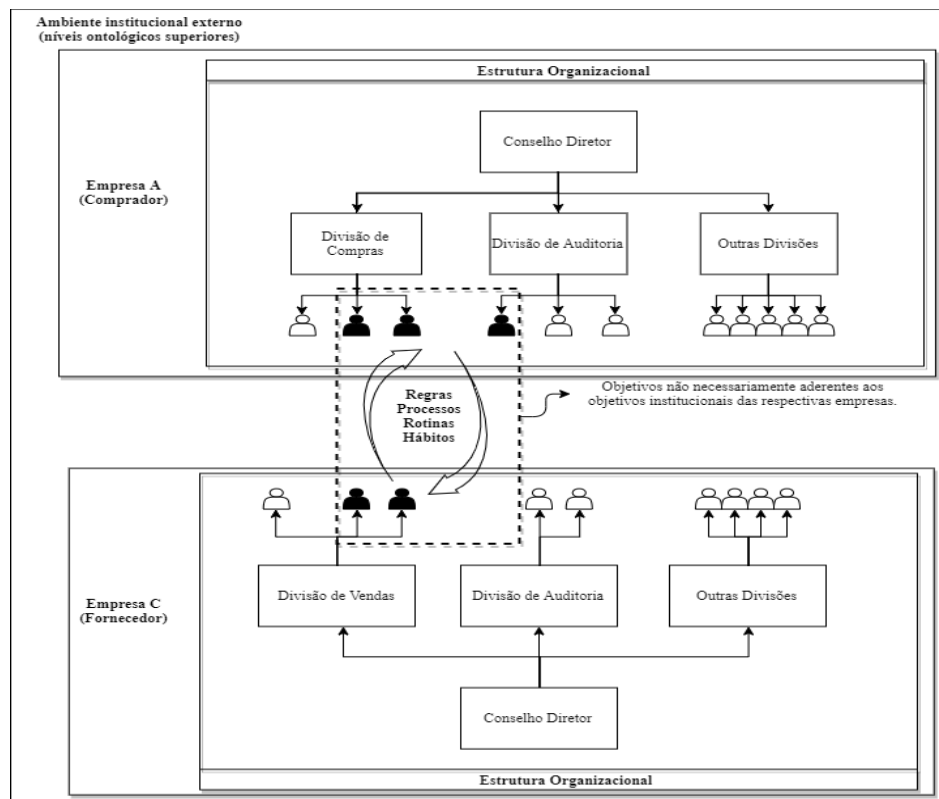 Ambiente institucional externo
(níveis ontológicos superiores)
Estrutura Organizacional
Conselho Diretor
Empresa A
(Comprador)
Divisão de
Compras
Divisão de Auditoria
Outras Divisões
Regras
Processos
Rotinas
Hábitos
Objetivos não necessariamente aderentes aos
objetivos institucionais das respectivas empresas.
Empresa C
(Fornecedor)
Divisão de Vendas
Divisão de Auditoria
Outras Divisões
Conselho Diretor
Estrutura Organizacional